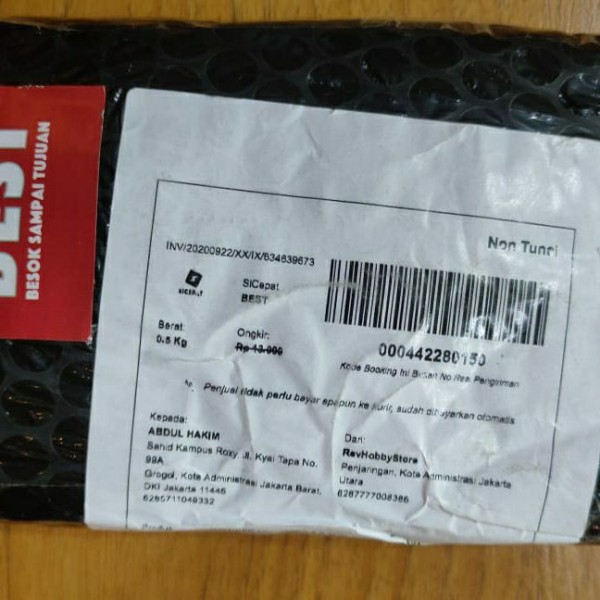 BEST
BESOK SAMPAI TUJUAN
Non Tunai
INV/20200922/XX/IX/634639673
SICEPAT
SiCepat
BEST
Berat:
0.5 Kg
Ongkir:
Rp 13.000
000442280150
Kode Booking Ini Bukan No Resi Pengiriman
Penjual tidak perlu bayar apapun ke kurir, sudah dibayarkan otomatis
Kepada:
ABDUL HAKIM
Sahid Kampus Roxy Jl. Kyai Tapa No.
99A
Grogol, Kota Administrasi Jakarta Barat,
DKI Jakarta 11445
6285711049332
Dari:
RevHobbyStore
Penjaringan, Kota Administrasi Jakarta
Utara
6287777008386